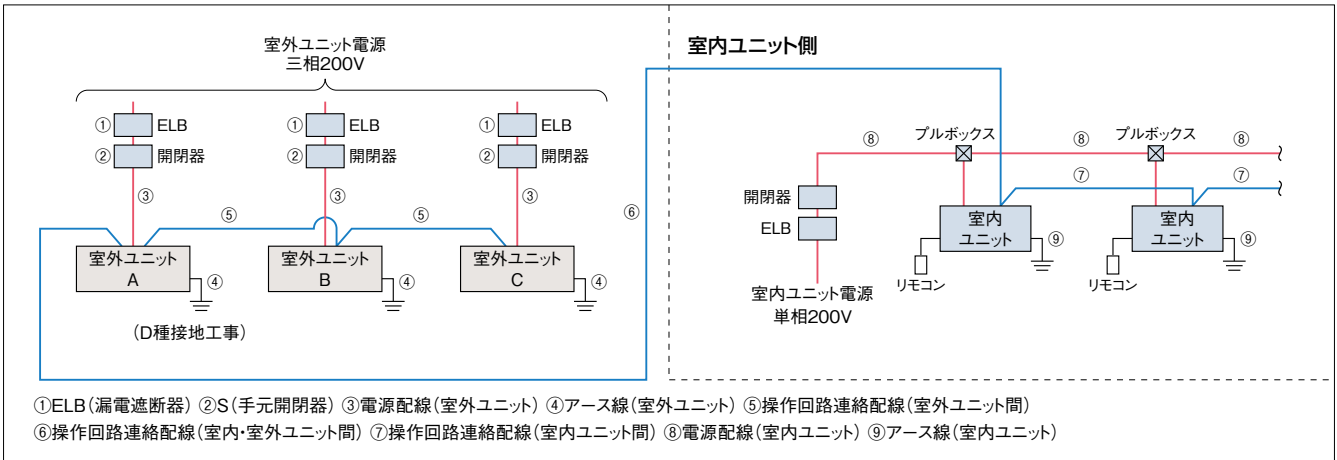 室外ユニット電源
三相200V
① ELB
② 開閉器
③
① ELB
② 開閉器
③
① ELB
② 開閉器
③
⑤
⑤
⑥
室外ユニット
A
④
室外ユニット
B
④
室外ユニット
C
④
(D種接地工事)
室内ユニット側
⑧
プルボックス
⑧
プルボックス
⑧
⑦
⑦
開閉器
ELB
室内ユニット電源
単相200V
室内
ユニット
⑨
リモコン
室内
ユニット
⑨
リモコン
①ELB(漏電遮断器) ②S(手元開閉器) ③電源配線(室外ユニット) ④アース線(室外ユニット) ⑤操作回路連絡配線(室外ユニット間)
⑥操作回路連絡配線(室内・室外ユニット間) ⑦操作回路連絡配線(室内ユニット間) ⑧電源配線(室内ユニット) ⑨アース線(室内ユニット)